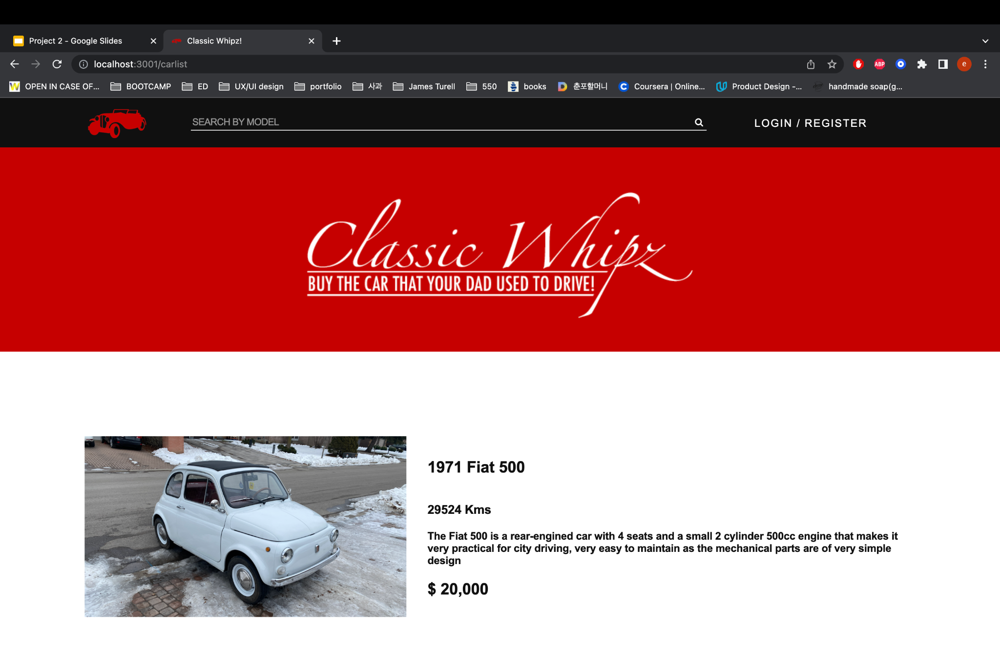 Project 2 - Google Slides
Classic Whipz!
localhost:3001/carlist
ABP
e
OPEN IN CASE OF...
BOOTCAMP
ED
UX/UI design
portfolio
사과
James Turell
550
books
춘포할머니
Coursera | Online...
Product Design -...
handmade soap(g...
SEARCH BY MODEL
LOGIN / REGISTER
Classic Whipz
BUY THE CAR THAT YOUR DAD USED TO DRIVE!
1971 Fiat 500
29524 Kms
The Fiat 500 is a rear-engined car with 4 seats and a small 2 cylinder 500cc engine that makes it
very practical for city driving, very easy to maintain as the mechanical parts are of very simple
design
$ 20,000